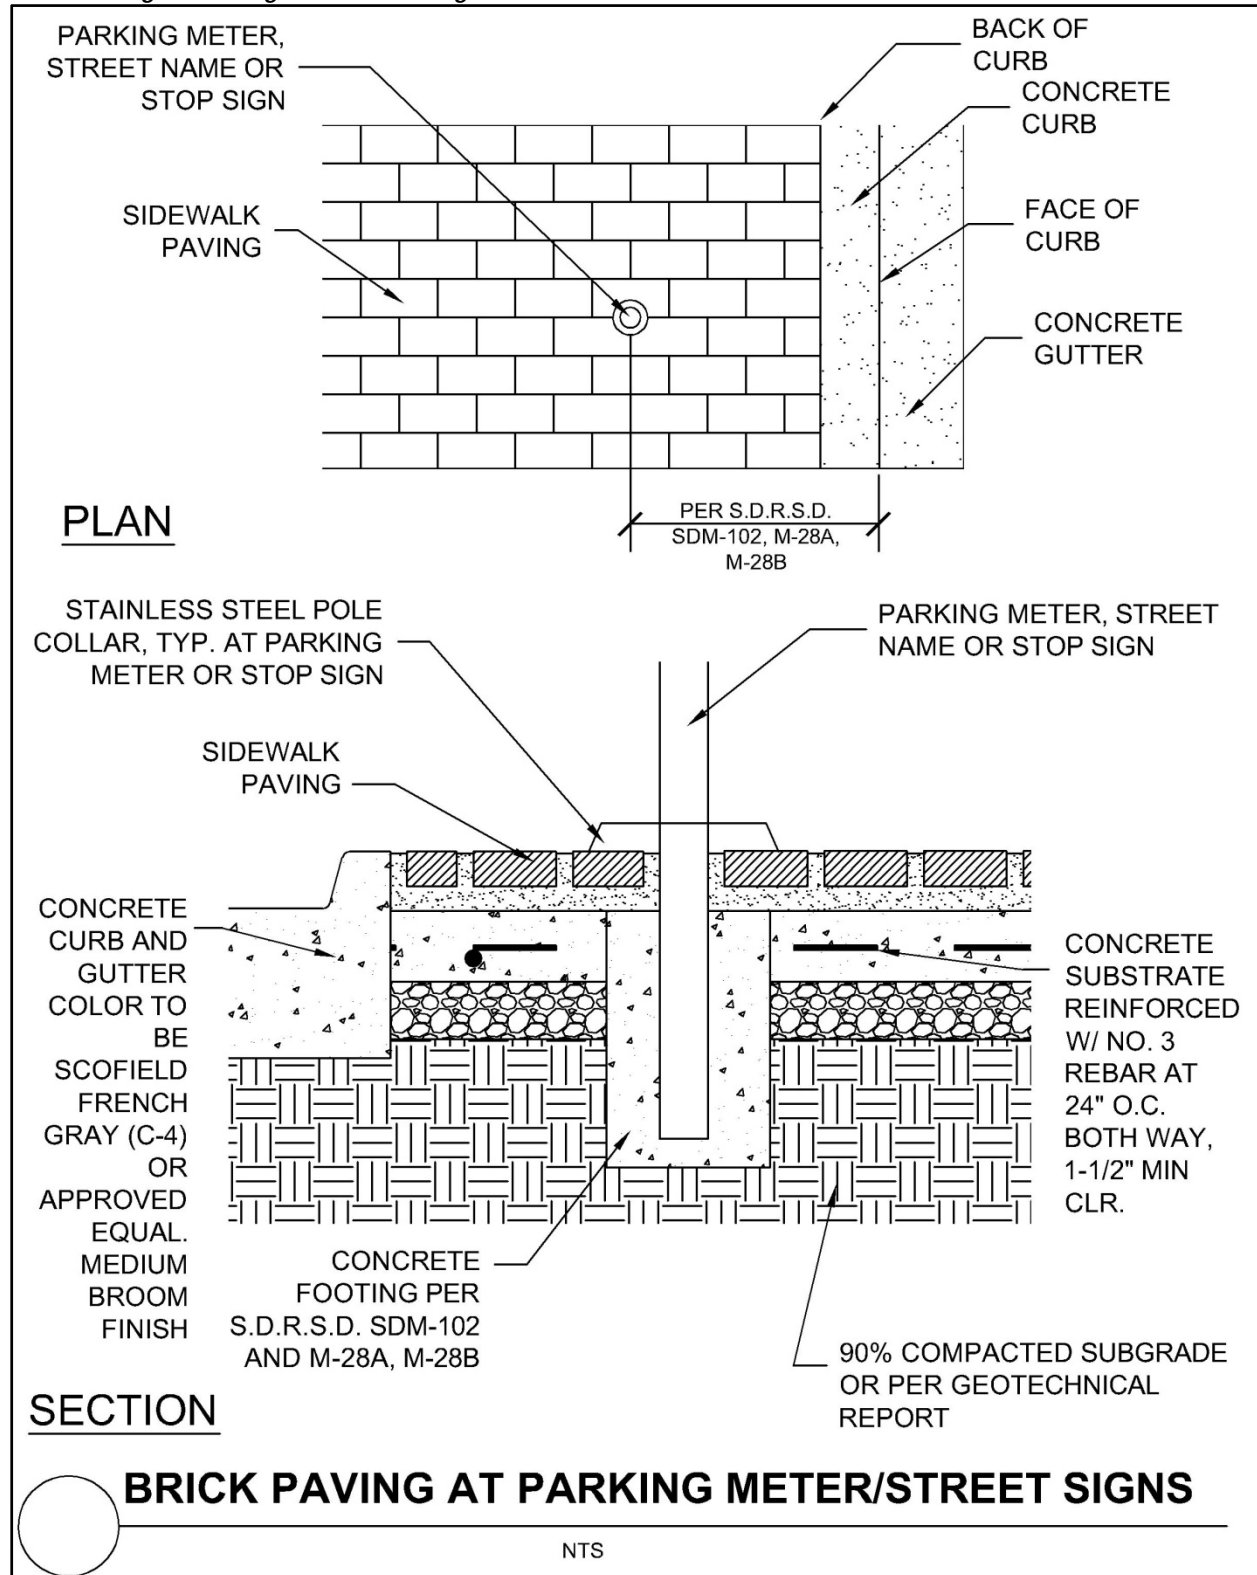 PARKING METER,
STREET NAME OR
STOP SIGN
BACK OF
CURB
CONCRETE
CURB
SIDEWALK
PAVING
FACE OF
CURB
CONCRETE
GUTTER
PER S.D.R.S.D.
SDM-102, M-28A,
M-28B
PLAN
STAINLESS STEEL POLE
COLLAR, TYP. AT PARKING
METER OR STOP SIGN
PARKING METER, STREET
NAME OR STOP SIGN
SIDEWALK
PAVING
CONCRETE
CURB AND
GUTTER
COLOR TO
BE
SCOFIELD
FRENCH
GRAY (C-4)
OR
APPROVED
EQUAL.
MEDIUM
BROOM
FINISH
CONCRETE
SUBSTRATE
REINFORCED
W/ NO. 3
REBAR AT
24" O.C.
BOTH WAY,
1-1/2" MIN
CLR.
CONCRETE
FOOTING PER
S.D.R.S.D. SDM-102
AND M-28A, M-28B
90% COMPACTED SUBGRADE
OR PER GEOTECHNICAL
REPORT
SECTION
BRICK PAVING AT PARKING METER/STREET SIGNS
NTS